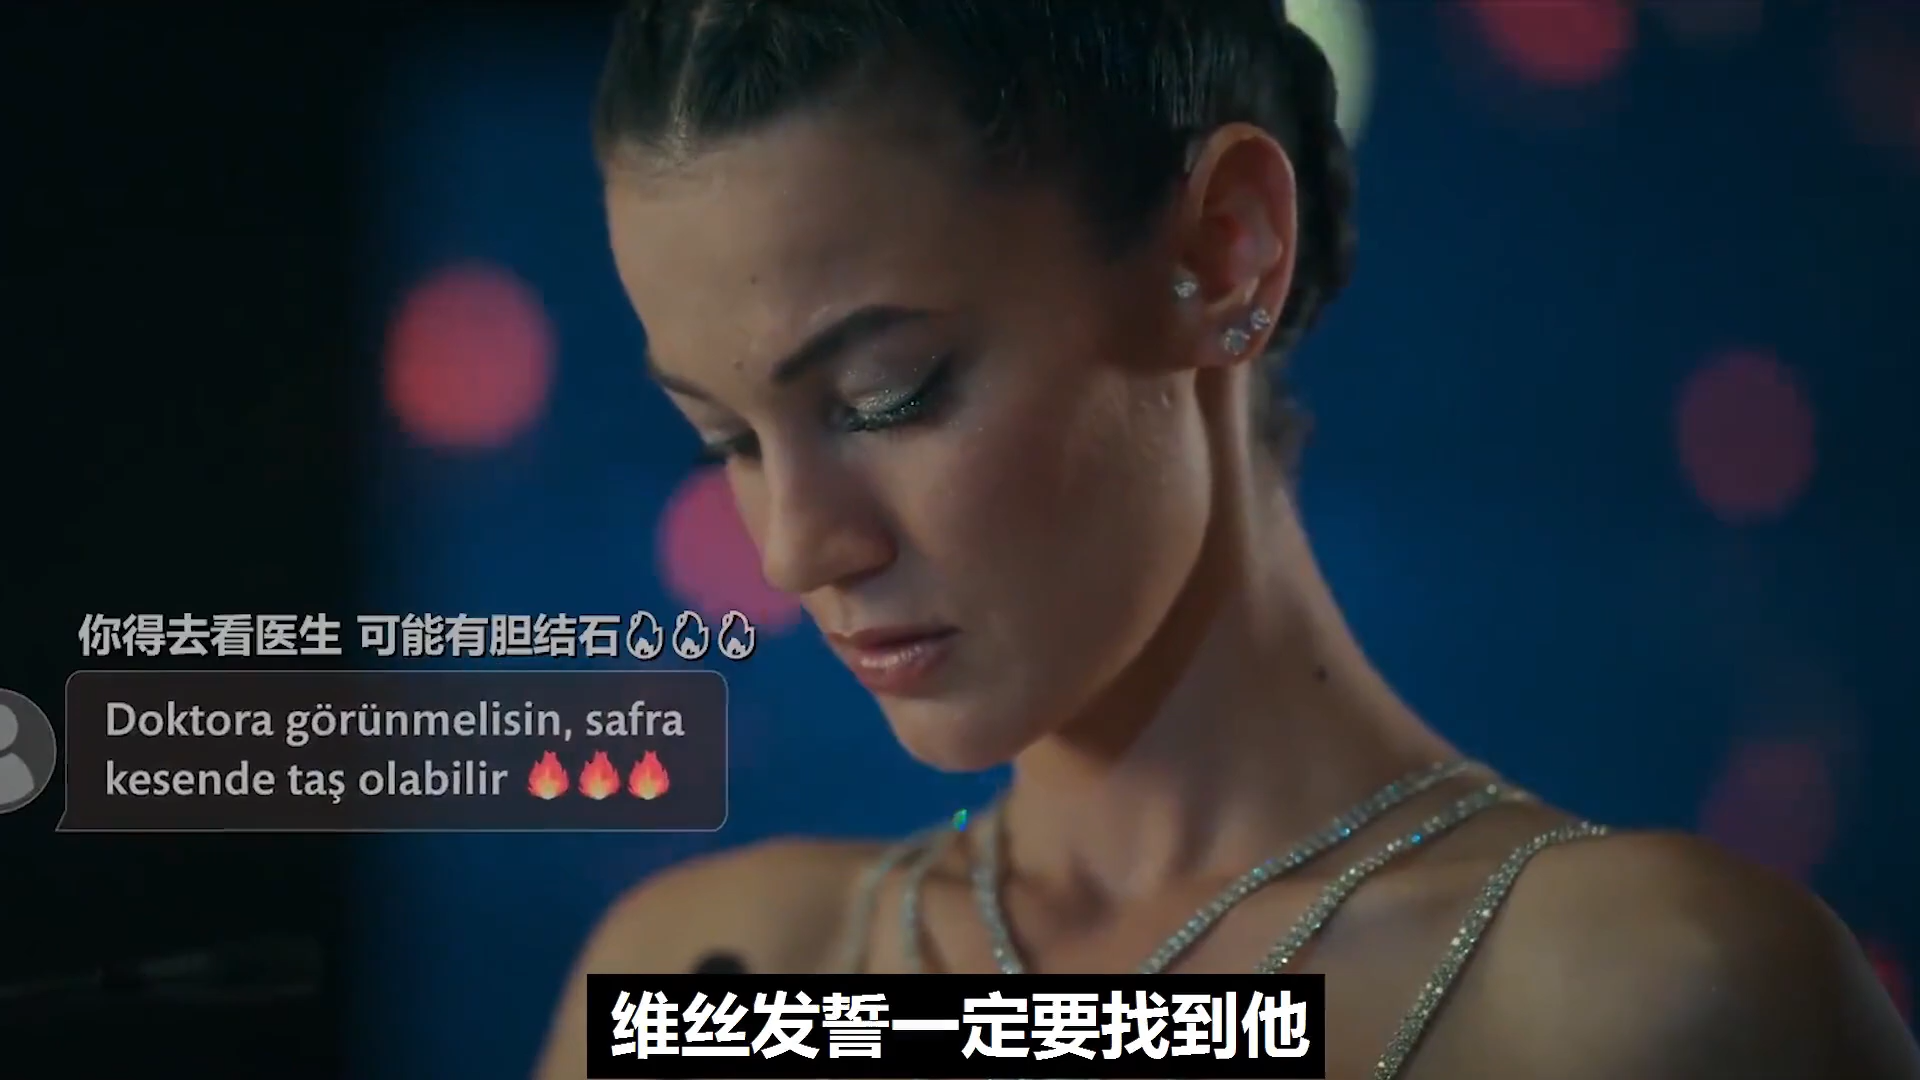 你得去看医生 可能有胆结石🔥🔥🔥
Doktora görünmelisin, safra
kesende taş olabilir 🔥🔥🔥
维丝发誓一定要找到他